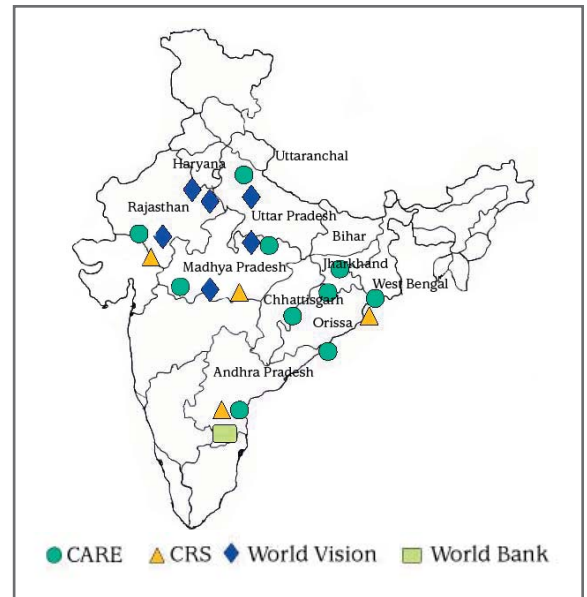 Uttaranchal
Haryana
Rajasthan
Uttar Pradesh
Bihar
Jharkhand
Madhya Pradesh
West Bengal
Chhattisgarh
Orissa
Andhra Pradesh
CARE CRS World Vision World Bank